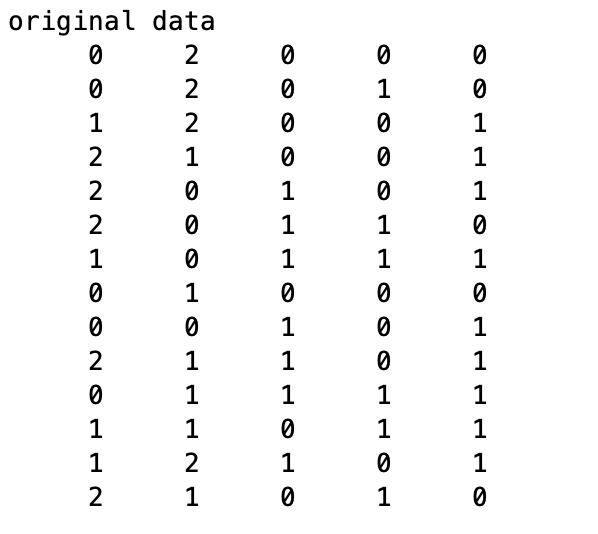 original data
0 2 0 0 0
0 2 0 1 0
1 2 0 0 1
2 1 0 0 1
2 0 1 0 1
2 0 1 1 0
1 0 1 1 1
0 1 0 0 0
0 0 1 0 1
2 1 1 0 1
0 1 1 1 1
1 1 0 1 1
1 2 1 0 1
2 1 0 1 0